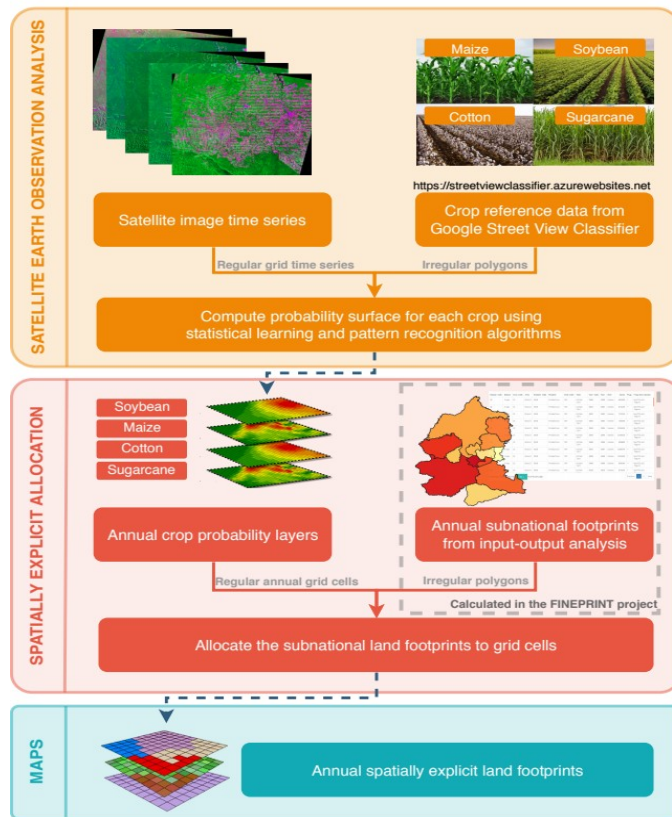 SATELLITE EARTH OBSERVATION ANALYSIS
Maize
Soybean
Cotton
Sugarcane
https://streetviewclassifier.azurewebsites.net
Satellite image time series
Crop reference data from
Google Street View Classifier
Regular grid time series
Irregular polygons
Compute probability surface for each crop using
statistical learning and pattern recognition algorithms
SPATIALLY EXPLICIT ALLOCATION
Soybean
Maize
Cotton
Sugarcane
Annual crop probability layers
Annual subnational footprints
from input-output analysis
Regular annual grid cells
Irregular polygons
Calculated in the FINEPRINT project
Allocate the subnational land footprints to grid cells
MAPS
Annual spatially explicit land footprints